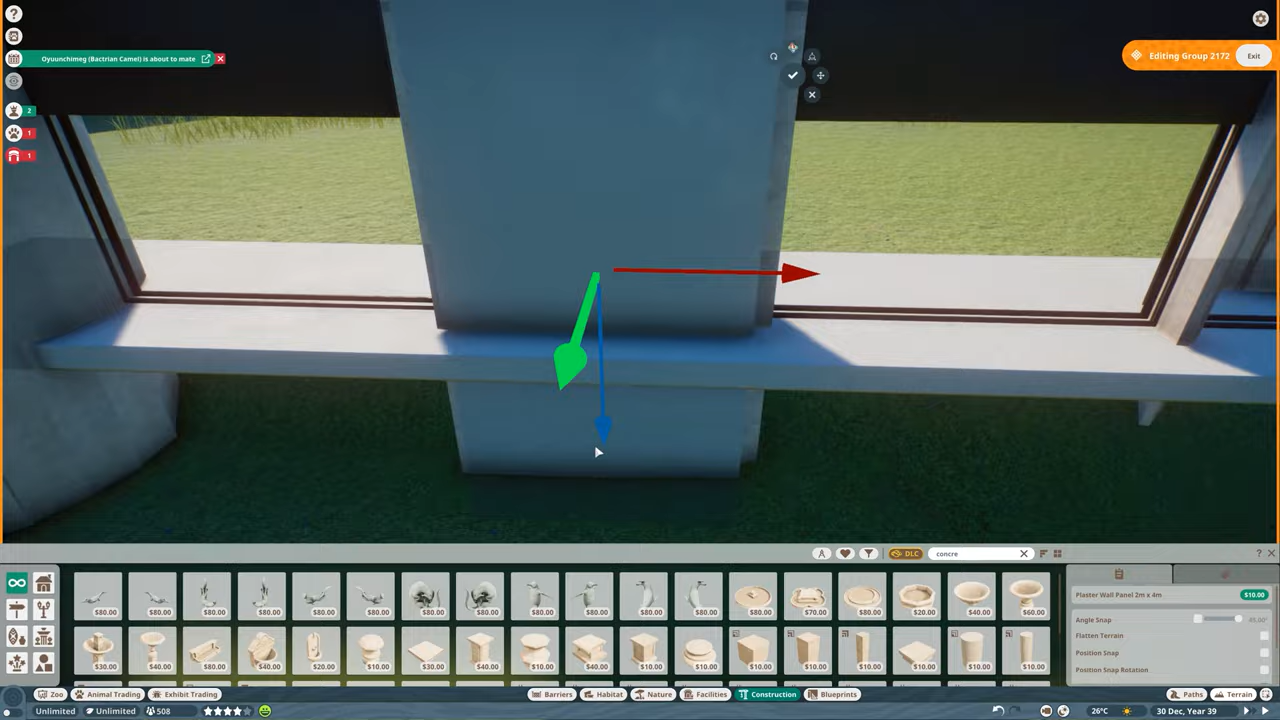 ?
Oyuunchimeg (Bactrian Camel) is about to mate
Editing Group 2172
Exit
2
1
1
DLC
concre
?
$80.00 $80.00 $80.00 $80.00 $80.00 $80.00 $80.00 $80.00 $80.00 $80.00 $80.00 $80.00 $80.00 $70.00 $80.00 $20.00 $40.00 $60.00
$30.00 $40.00 $80.00 $40.00 $20.00 $10.00 $30.00 $40.00 $10.00 $40.00 $10.00 $10.00 $10.00 $10.00 $10.00 $10.00 $10.00 $10.00
Plaster Wall Panel 2m x 4m
$10.00
Angle Snap
45.00°
Flatten Terrain
Position Snap
Position Snap Rotation
Zoo
Animal Trading
Exhibit Trading
Barriers
Habitat
Nature
Facilities
Construction
Blueprints
Paths
Terrain
Unlimited
Unlimited
508
26°C
30 Dec, Year 39